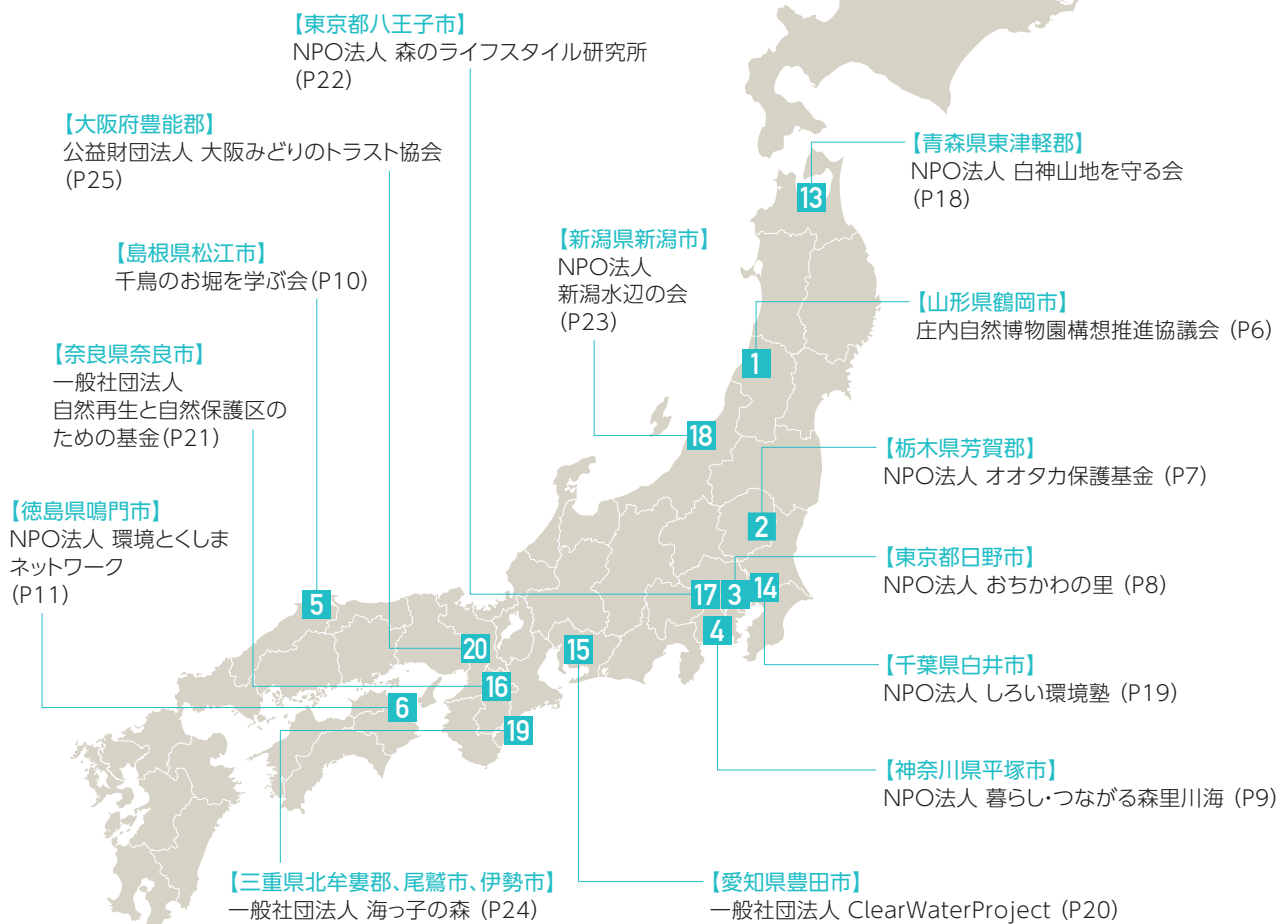 【東京都八王子市】
NPO法人 森のライフスタイル研究所
(P22)
【大阪府豊能郡】
公益財団法人 大阪みどりのトラスト協会
(P25)
【島根県松江市】
千鳥のお堀を学ぶ会(P10)
【奈良県奈良市】
一般社団法人
自然再生と自然保護区の
ための基金(P21)
【徳島県鳴門市】
NPO法人 環境とくしま
ネットワーク
(P11)
【新潟県新潟市】
NPO法人
新潟水辺の会
(P23)
【青森県東津軽郡】
NPO法人 白神山地を守る会
(P18)
【山形県鶴岡市】
庄内自然博物園構想推進協議会 (P6)
【栃木県芳賀郡】
NPO法人 オオタカ保護基金 (P7)
【東京都日野市】
NPO法人 おちかわの里 (P8)
【千葉県白井市】
NPO法人 しろい環境塾 (P19)
【神奈川県平塚市】
NPO法人 暮らし・つながる森里川海 (P9)
【三重県北牟婁郡、尾鷲市、伊勢市】
一般社団法人 海っ子の森 (P24)
【愛知県豊田市】
一般社団法人 ClearWaterProject (P20)
13
1
18
2
17
3
14
4
5
20
15
16
6
19